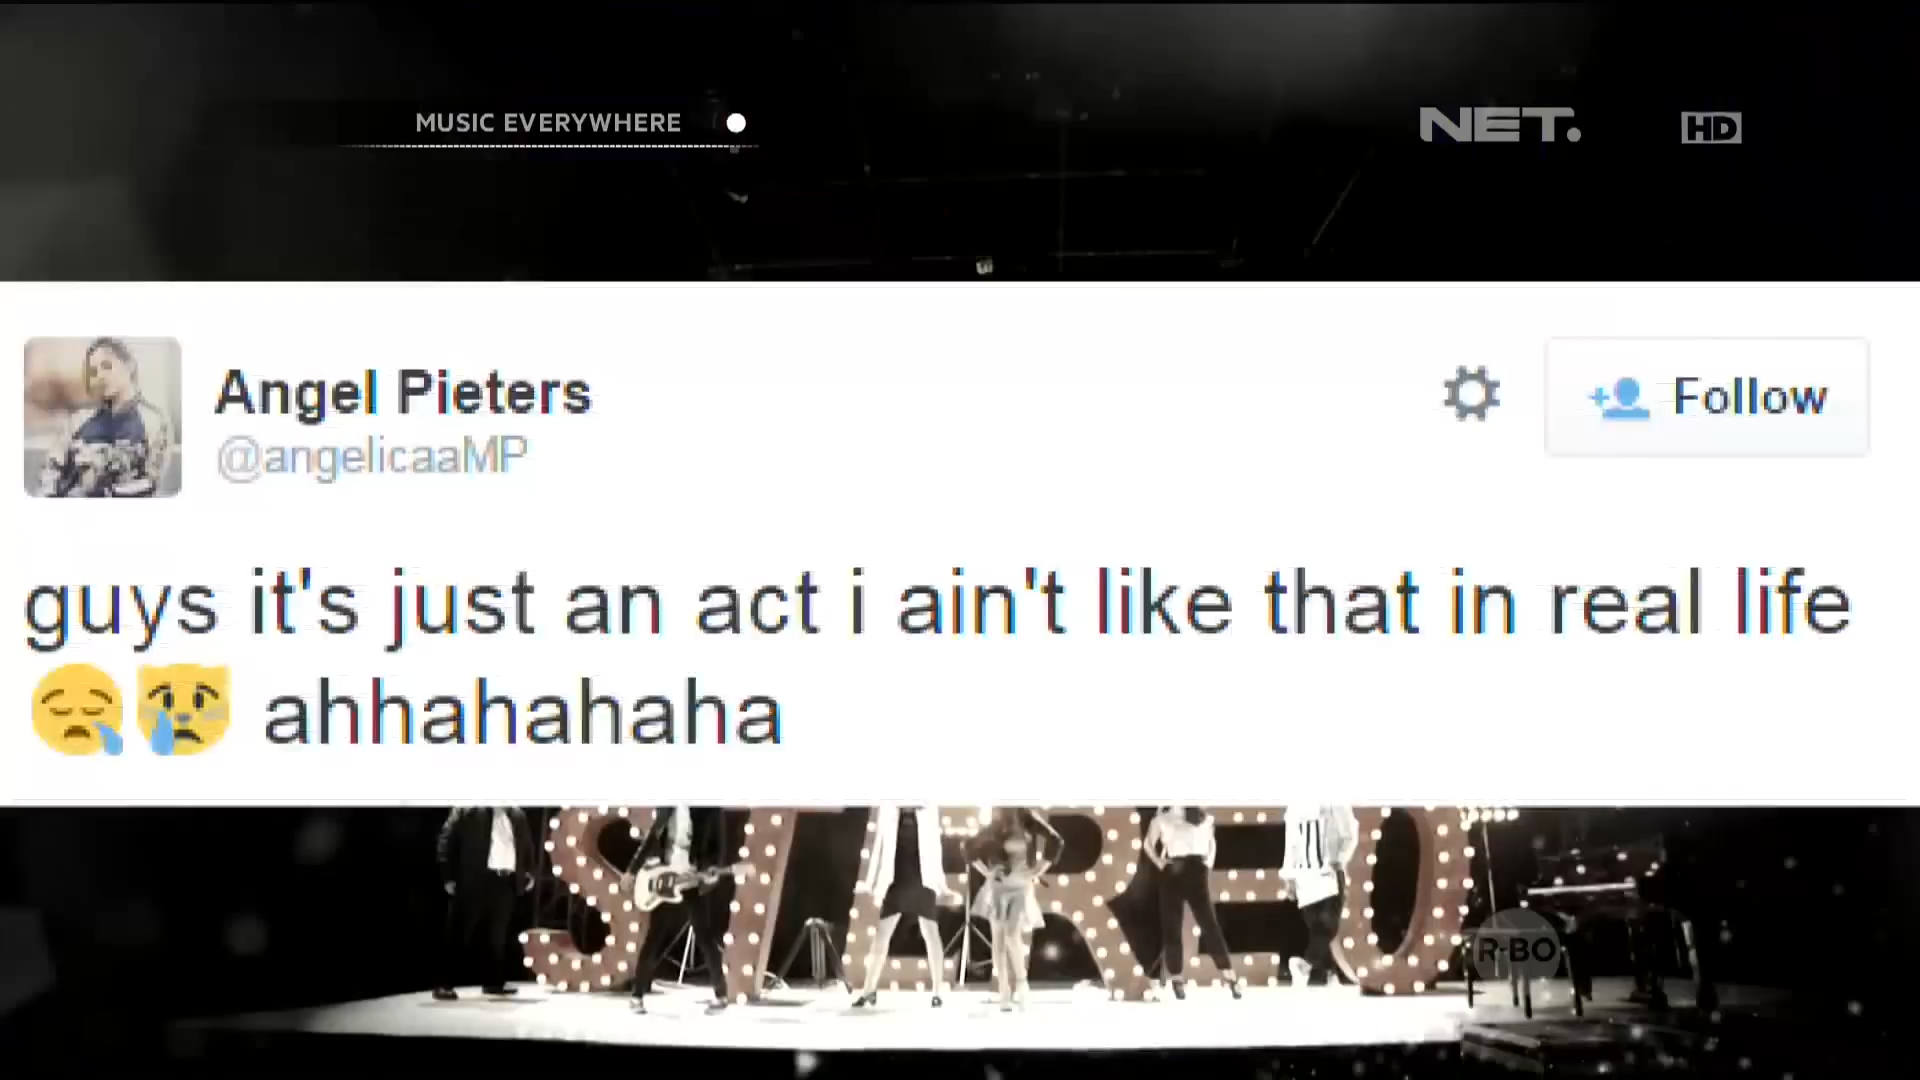 MUSIC EVERYWHERE
NET.
HD
Angel Pieters
@angelicaaMP
Follow
guys it's just an act i ain't like that in real life
😪😿 ahhahahaha
STEREO
R-BO